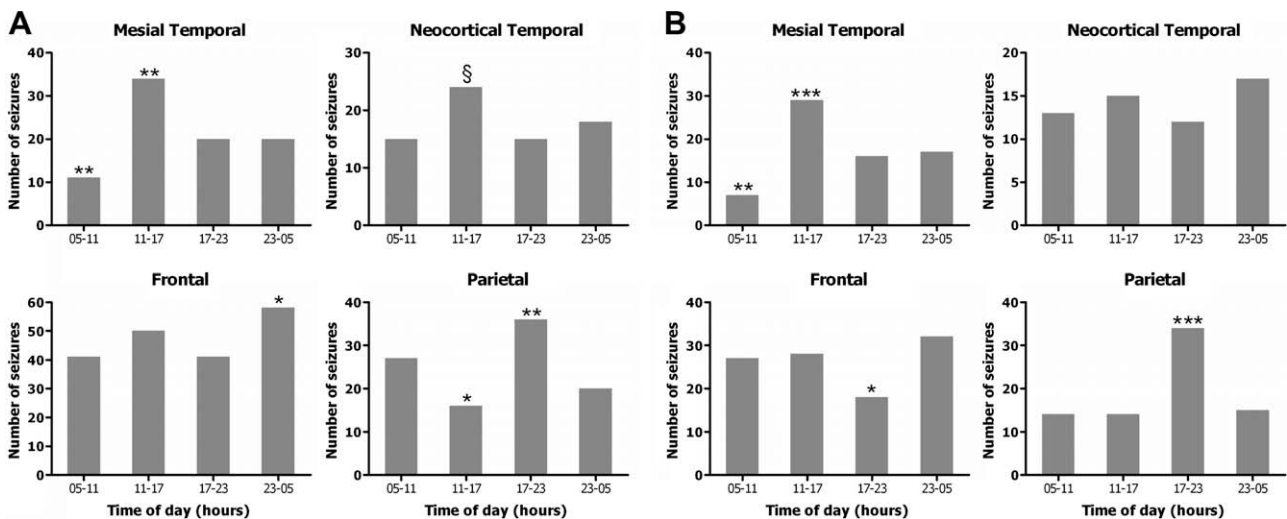 A
B
Mesial Temporal
Number of seizures
40
30
20
10
0
**
**
05-11 11-17 17-23 23-05
Neocortical Temporal
Number of seizures
30
20
10
0
§
05-11 11-17 17-23 23-05
Frontal
Number of seizures
60
50
40
30
20
10
0
*
05-11 11-17 17-23 23-05
Time of day (hours)
Parietal
Number of seizures
40
30
20
10
0
*
**
05-11 11-17 17-23 23-05
Time of day (hours)
Mesial Temporal
Number of seizures
40
30
20
10
0
**
***
05-11 11-17 17-23 23-05
Neocortical Temporal
Number of seizures
20
15
10
5
0
05-11 11-17 17-23 23-05
Frontal
Number of seizures
40
30
20
10
0
*
05-11 11-17 17-23 23-05
Time of day (hours)
Parietal
Number of seizures
40
30
20
10
0
***
05-11 11-17 17-23 23-05
Time of day (hours)